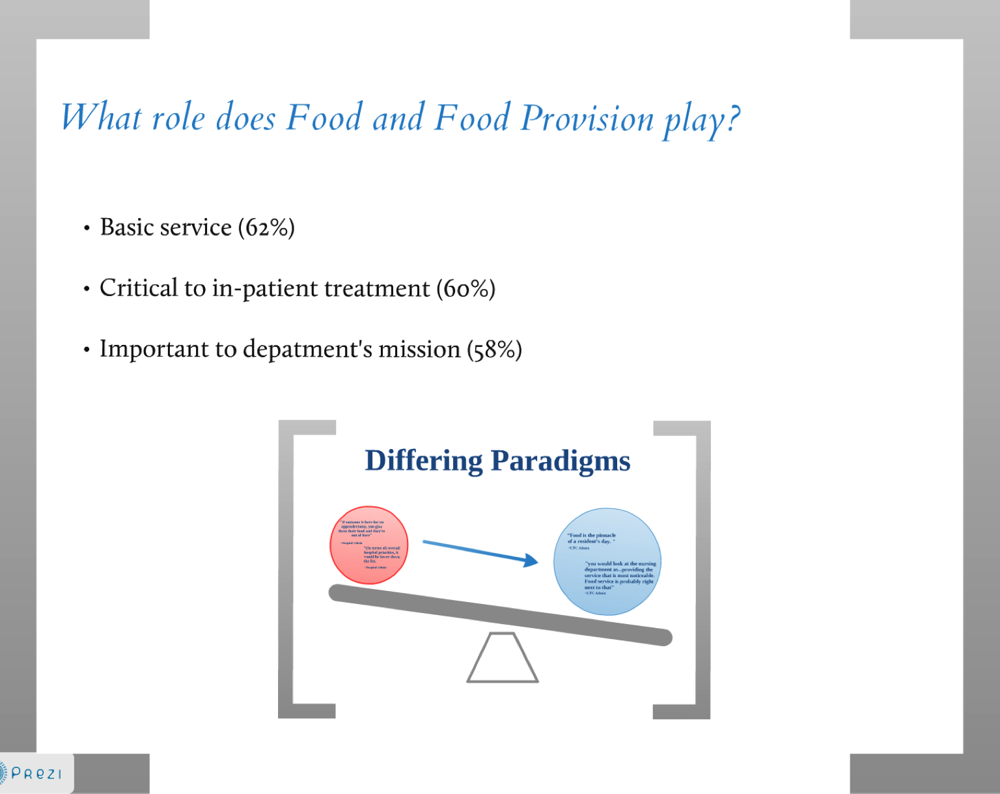 What role does Food and Food Provision play?
• Basic service (62%)
• Critical to in-patient treatment (60%)
• Important to depatment's mission (58%)
Differing Paradigms
"If someone is here for an
appendectomy, you give
them their food and they're
out of here"
~Hospital Admin
"(In terms of) overall
hospital priorities, it
would be lower down
the list.
~Hospital Admin
"Food is the pinnacle
of a resident's day. "
~LTC Admin
"you would look at the nursing
department as...providing the
service that is most noticeable.
Food service is probably right
next to that"
~LTC Admin
Prezi